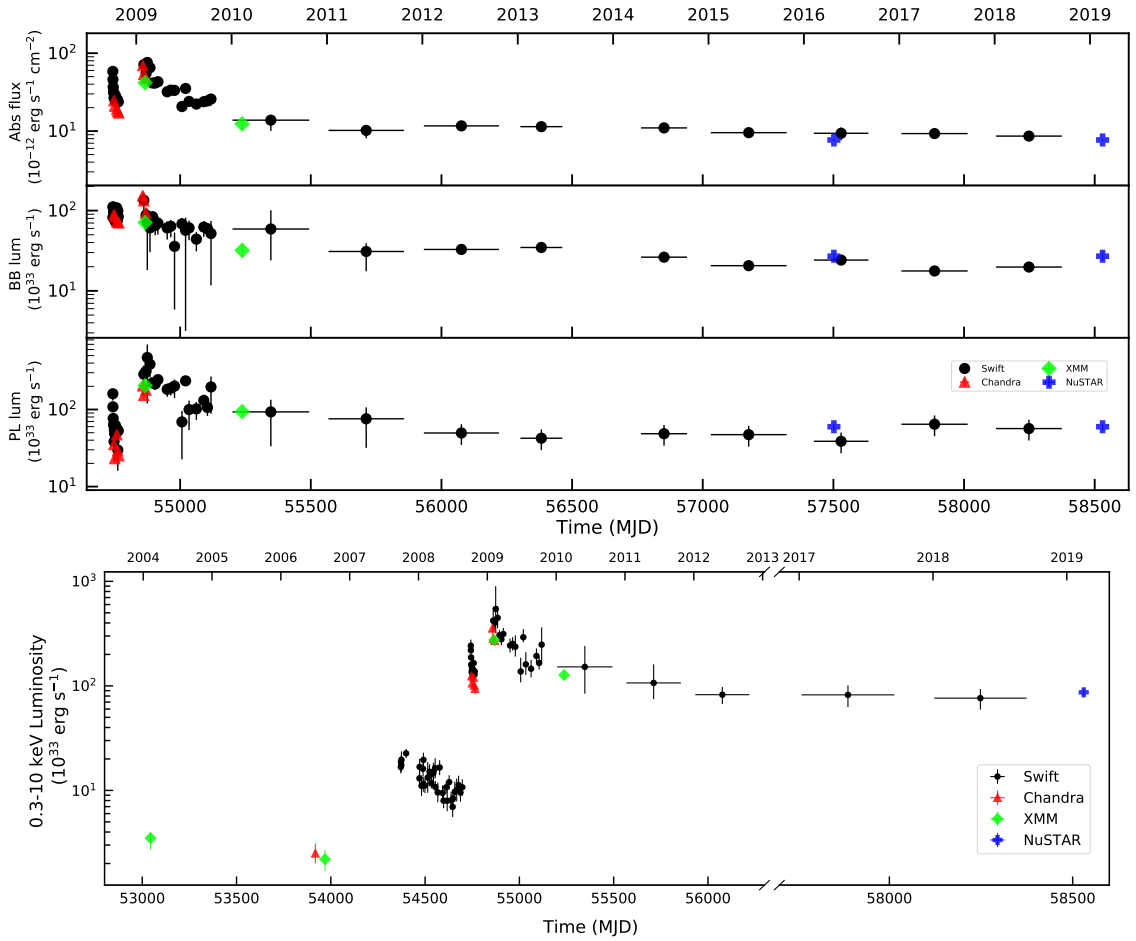 2009 2010 2011 2012 2013 2014 2015 2016 2017 2018 2019
Abs flux
(10⁻¹² erg s⁻¹ cm⁻²)
10²
10¹
BB lum
(10³³ erg s⁻¹)
10²
10¹
PL lum
(10³³ erg s⁻¹)
10²
10¹
Swift
Chandra
XMM
NuSTAR
55000 55500 56000 56500 57000 57500 58000 58500
Time (MJD)
2004 2005 2006 2007 2008 2009 2010 2011 2012 2013 2017 2018 2019
0.3-10 keV Luminosity
(10³³ erg s⁻¹)
10³
10²
10¹
Swift
Chandra
XMM
NuSTAR
53000 53500 54000 54500 55000 55500 56000 58000 58500
Time (MJD)